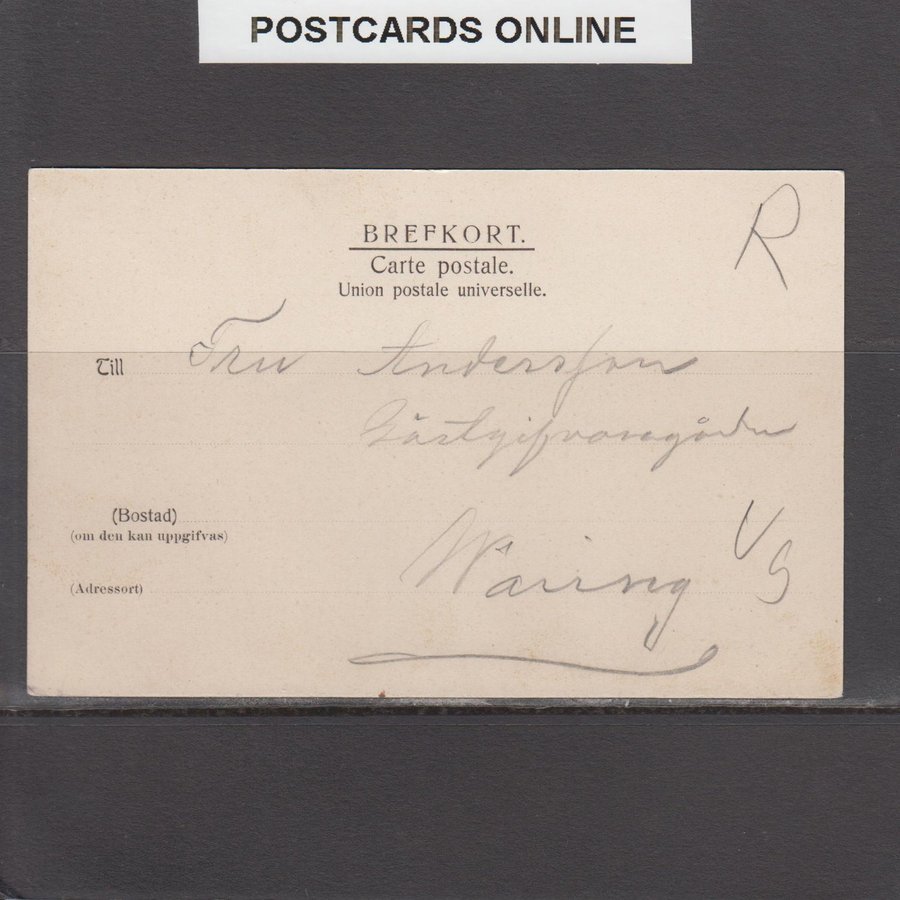 POSTCARDS ONLINE
R
BREFKORT.
Carte postale.
Union postale universelle.
Till Fru Andersson
Gästgifvaregården
(Bostad)
(om den kan uppgifvas)
Wäring
(Adressort)